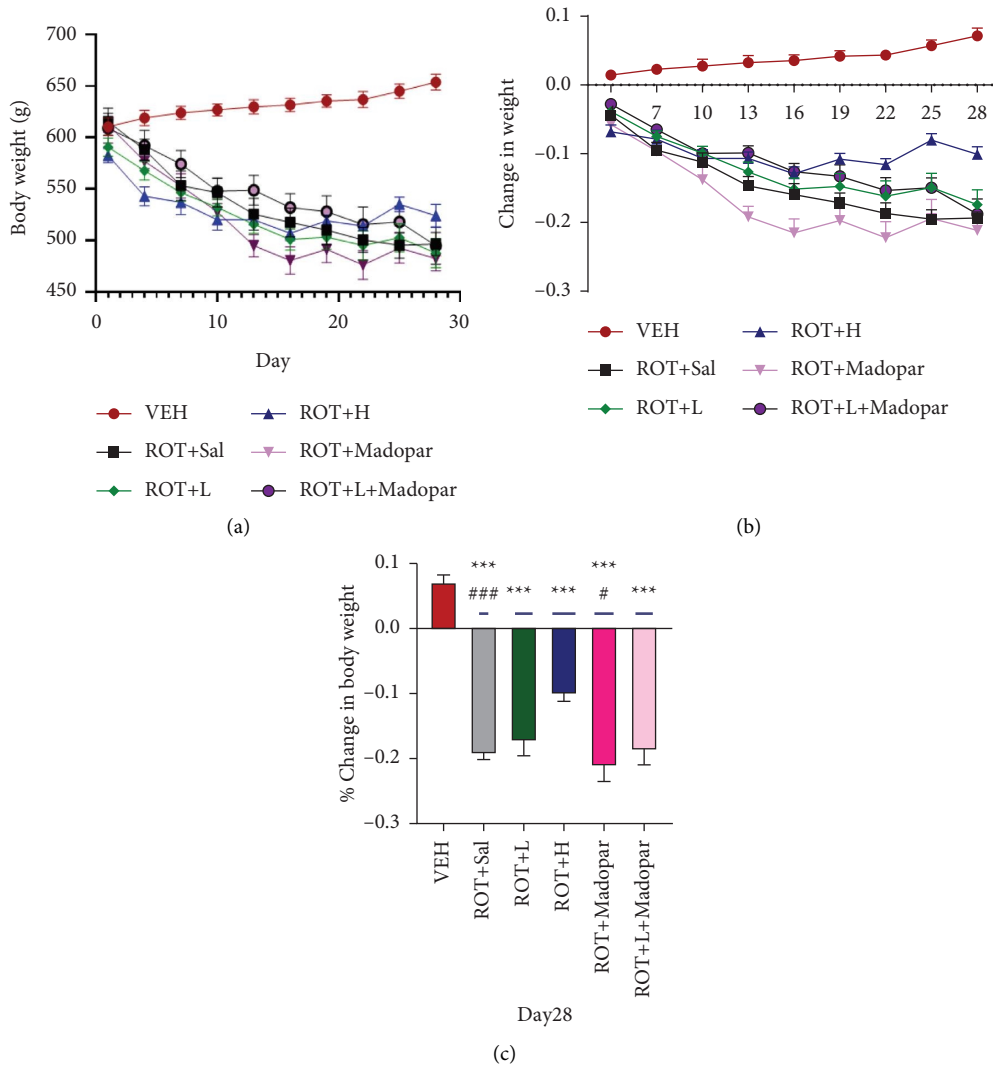 700
650
600
550
500
450
Body weight (g)
0
10
20
30
Day
VEH
ROT+H
ROT+Sal
ROT+Madopar
ROT+L
ROT+L+Madopar
(a)
0.1
0.0
−0.1
−0.2
−0.3
Change in weight
7
10
13
16
19
22
25
28
VEH
ROT+H
ROT+Sal
ROT+Madopar
ROT+L
ROT+L+Madopar
(b)
0.1
0.0
−0.1
−0.2
−0.3
% Change in body weight
***
###
***
***
***
#
***
VEH
ROT+Sal
ROT+L
ROT+H
ROT+Madopar
ROT+L+Madopar
Day28
(c)